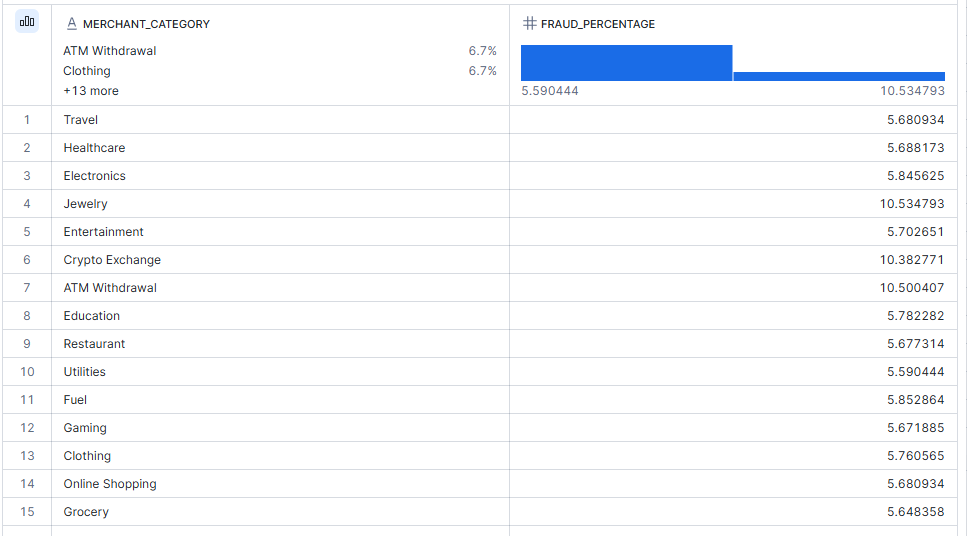 A MERCHANT_CATEGORY # FRAUD_PERCENTAGE
ATM Withdrawal 6.7%
Clothing 6.7%
+13 more 5.590444 10.534793
1 Travel 5.680934
2 Healthcare 5.688173
3 Electronics 5.845625
4 Jewelry 10.534793
5 Entertainment 5.702651
6 Crypto Exchange 10.382771
7 ATM Withdrawal 10.500407
8 Education 5.782282
9 Restaurant 5.677314
10 Utilities 5.590444
11 Fuel 5.852864
12 Gaming 5.671885
13 Clothing 5.760565
14 Online Shopping 5.680934
15 Grocery 5.648358